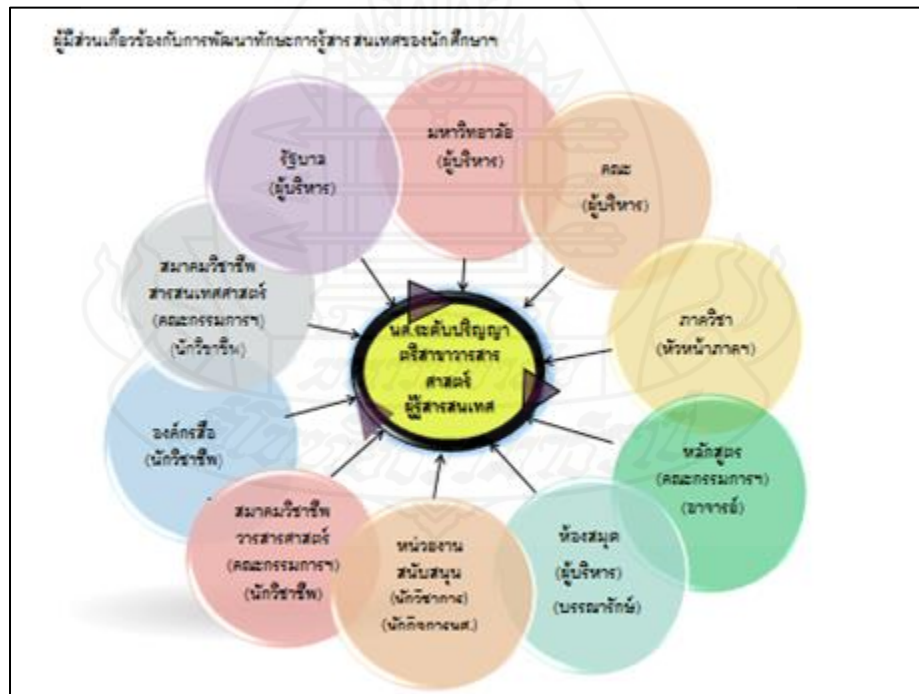 ผู้มีส่วนเกี่ยวข้องกับการพัฒนาทักษะการรู้สารสนเทศของนักศึกษาฯ
มหาวิทยาลัย
(ผู้บริหาร)
คณะ
(ผู้บริหาร)
ภาควิชา
(หัวหน้าภาคฯ)
หลักสูตร
(คณะกรรมการฯ)
(อาจารย์)
ห้องสมุด
(ผู้บริหาร)
(บรรณารักษ์)
หน่วยงาน
สนับสนุน
(นักวิชาการ)
(นักกิจการนศ.)
สมาคมวิชาชีพ
วารสารศาสตร์
(คณะกรรมการฯ)
(นักวิชาชีพ)
องค์กรสื่อ
(นักวิชาชีพ)
สมาคมวิชาชีพ
สารสนเทศศาสตร์
(คณะกรรมการฯ)
(นักวิชาชีพ)
รัฐบาล
(ผู้บริหาร)
นศ.ระดับปริญญา
ตรีสาขาวารสาร
ศาสตร์
ผู้รู้สารสนเทศ